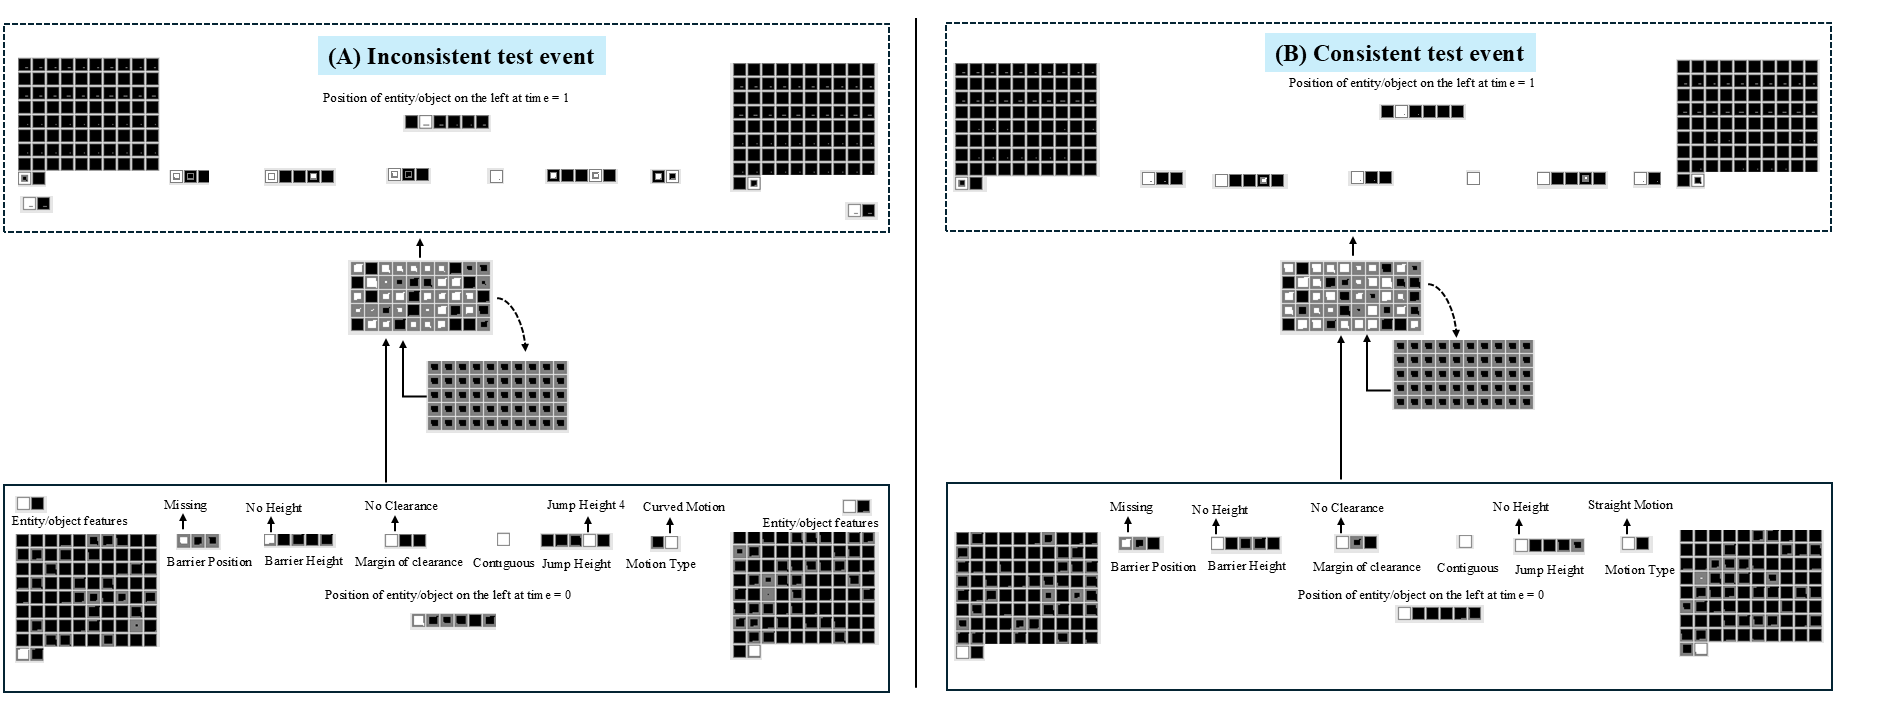 (A) Inconsistent test event
Position of entity/object on the left at time = 1
Missing
No Height
No Clearance
Jump Height 4
Curved Motion
Entity/object features
Entity/object features
Barrier Position
Barrier Height
Margin of clearance
Contiguous
Jump Height
Motion Type
Position of entity/object on the left at time = 0
(B) Consistent test event
Position of entity/object on the left at time = 1
Missing
No Height
No Clearance
No Height
Straight Motion
Barrier Position
Barrier Height
Margin of clearance
Contiguous
Jump Height
Motion Type
Position of entity/object on the left at time = 0